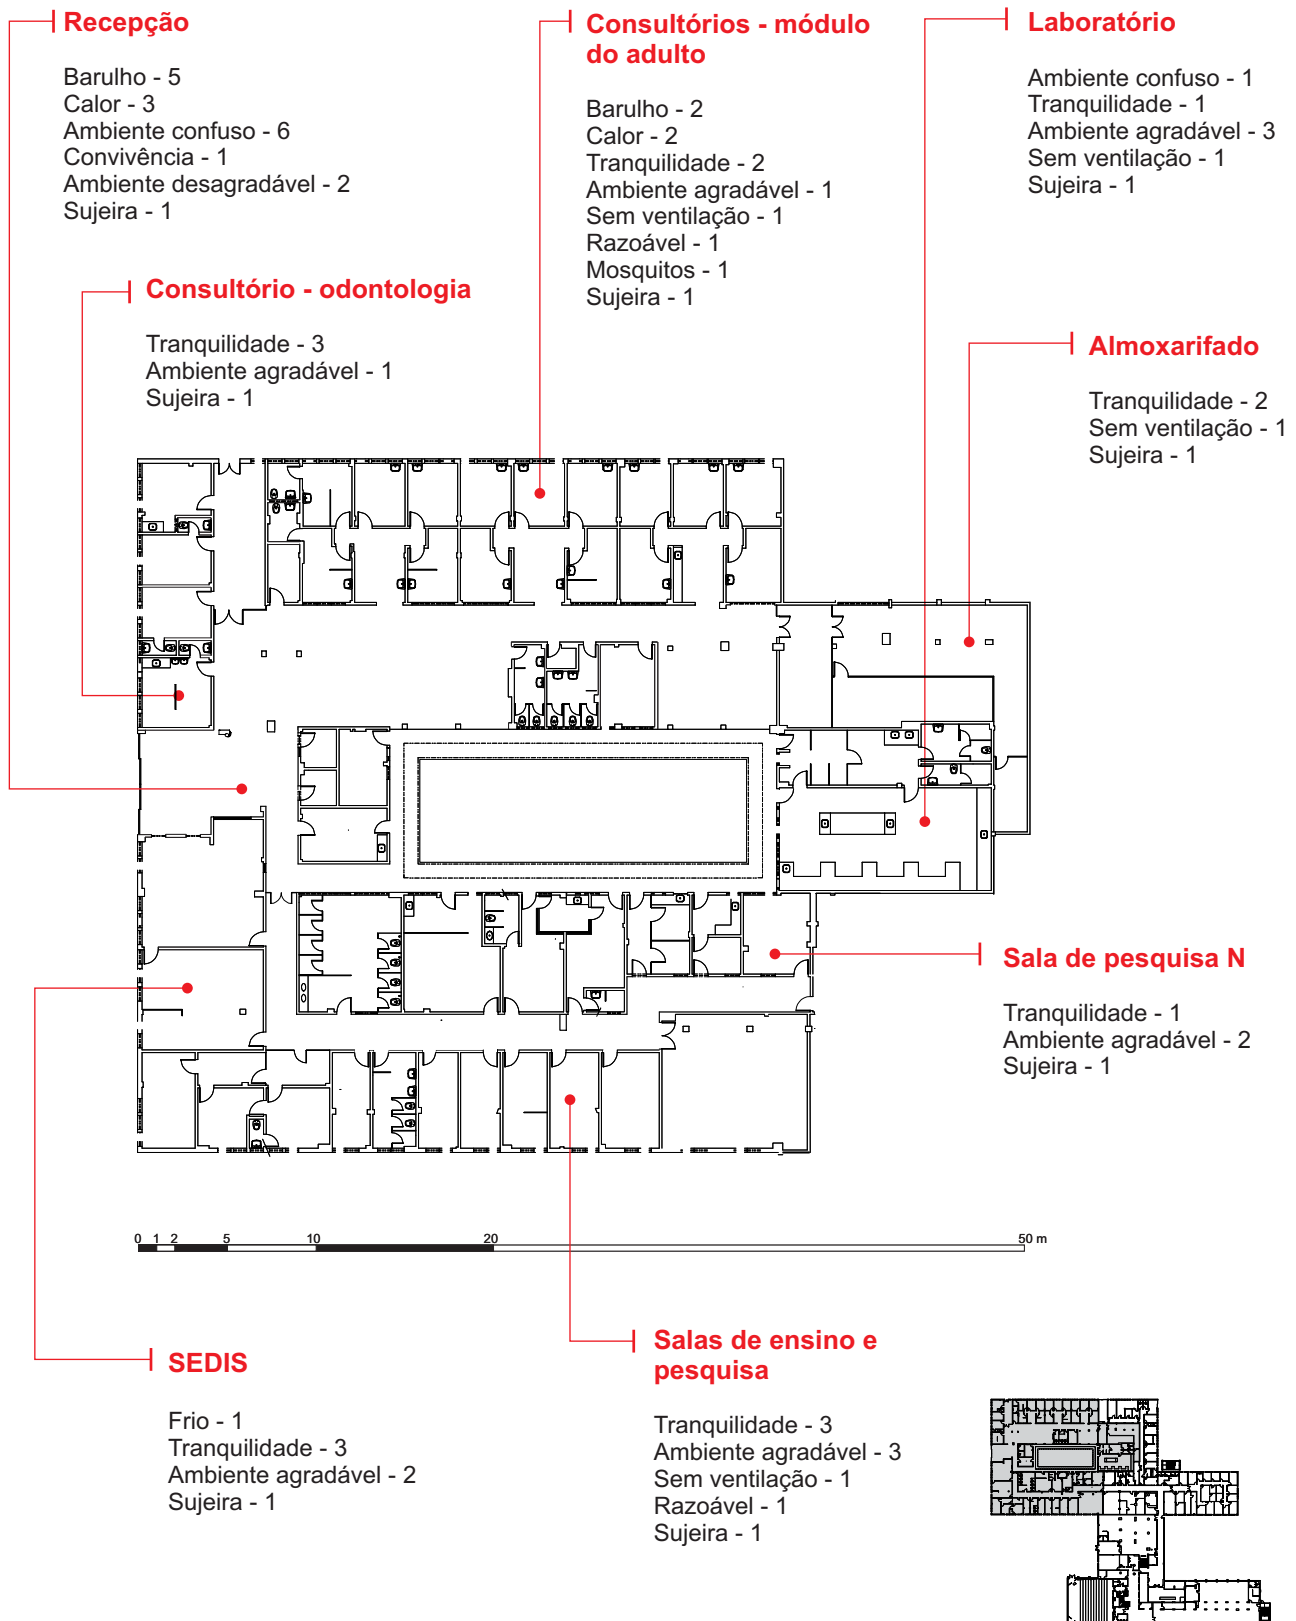 Recepção
Barulho - 5
Calor - 3
Ambiente confuso - 6
Convivência - 1
Ambiente desagradável - 2
Sujeira - 1
Consultórios - módulo
do adulto
Barulho - 2
Calor - 2
Tranquilidade - 2
Ambiente agradável - 1
Sem ventilação - 1
Razoável - 1
Mosquitos - 1
Sujeira - 1
Laboratório
Ambiente confuso - 1
Tranquilidade - 1
Ambiente agradável - 3
Sem ventilação - 1
Sujeira - 1
Consultório - odontologia
Tranquilidade - 3
Ambiente agradável - 1
Sujeira - 1
Almoxarifado
Tranquilidade - 2
Sem ventilação - 1
Sujeira - 1
Sala de pesquisa N
Tranquilidade - 1
Ambiente agradável - 2
Sujeira - 1
0 1 2 5 10 20 50 m
SEDIS
Frio - 1
Tranquilidade - 3
Ambiente agradável - 2
Sujeira - 1
Salas de ensino e
pesquisa
Tranquilidade - 3
Ambiente agradável - 3
Sem ventilação - 1
Razoável - 1
Sujeira - 1